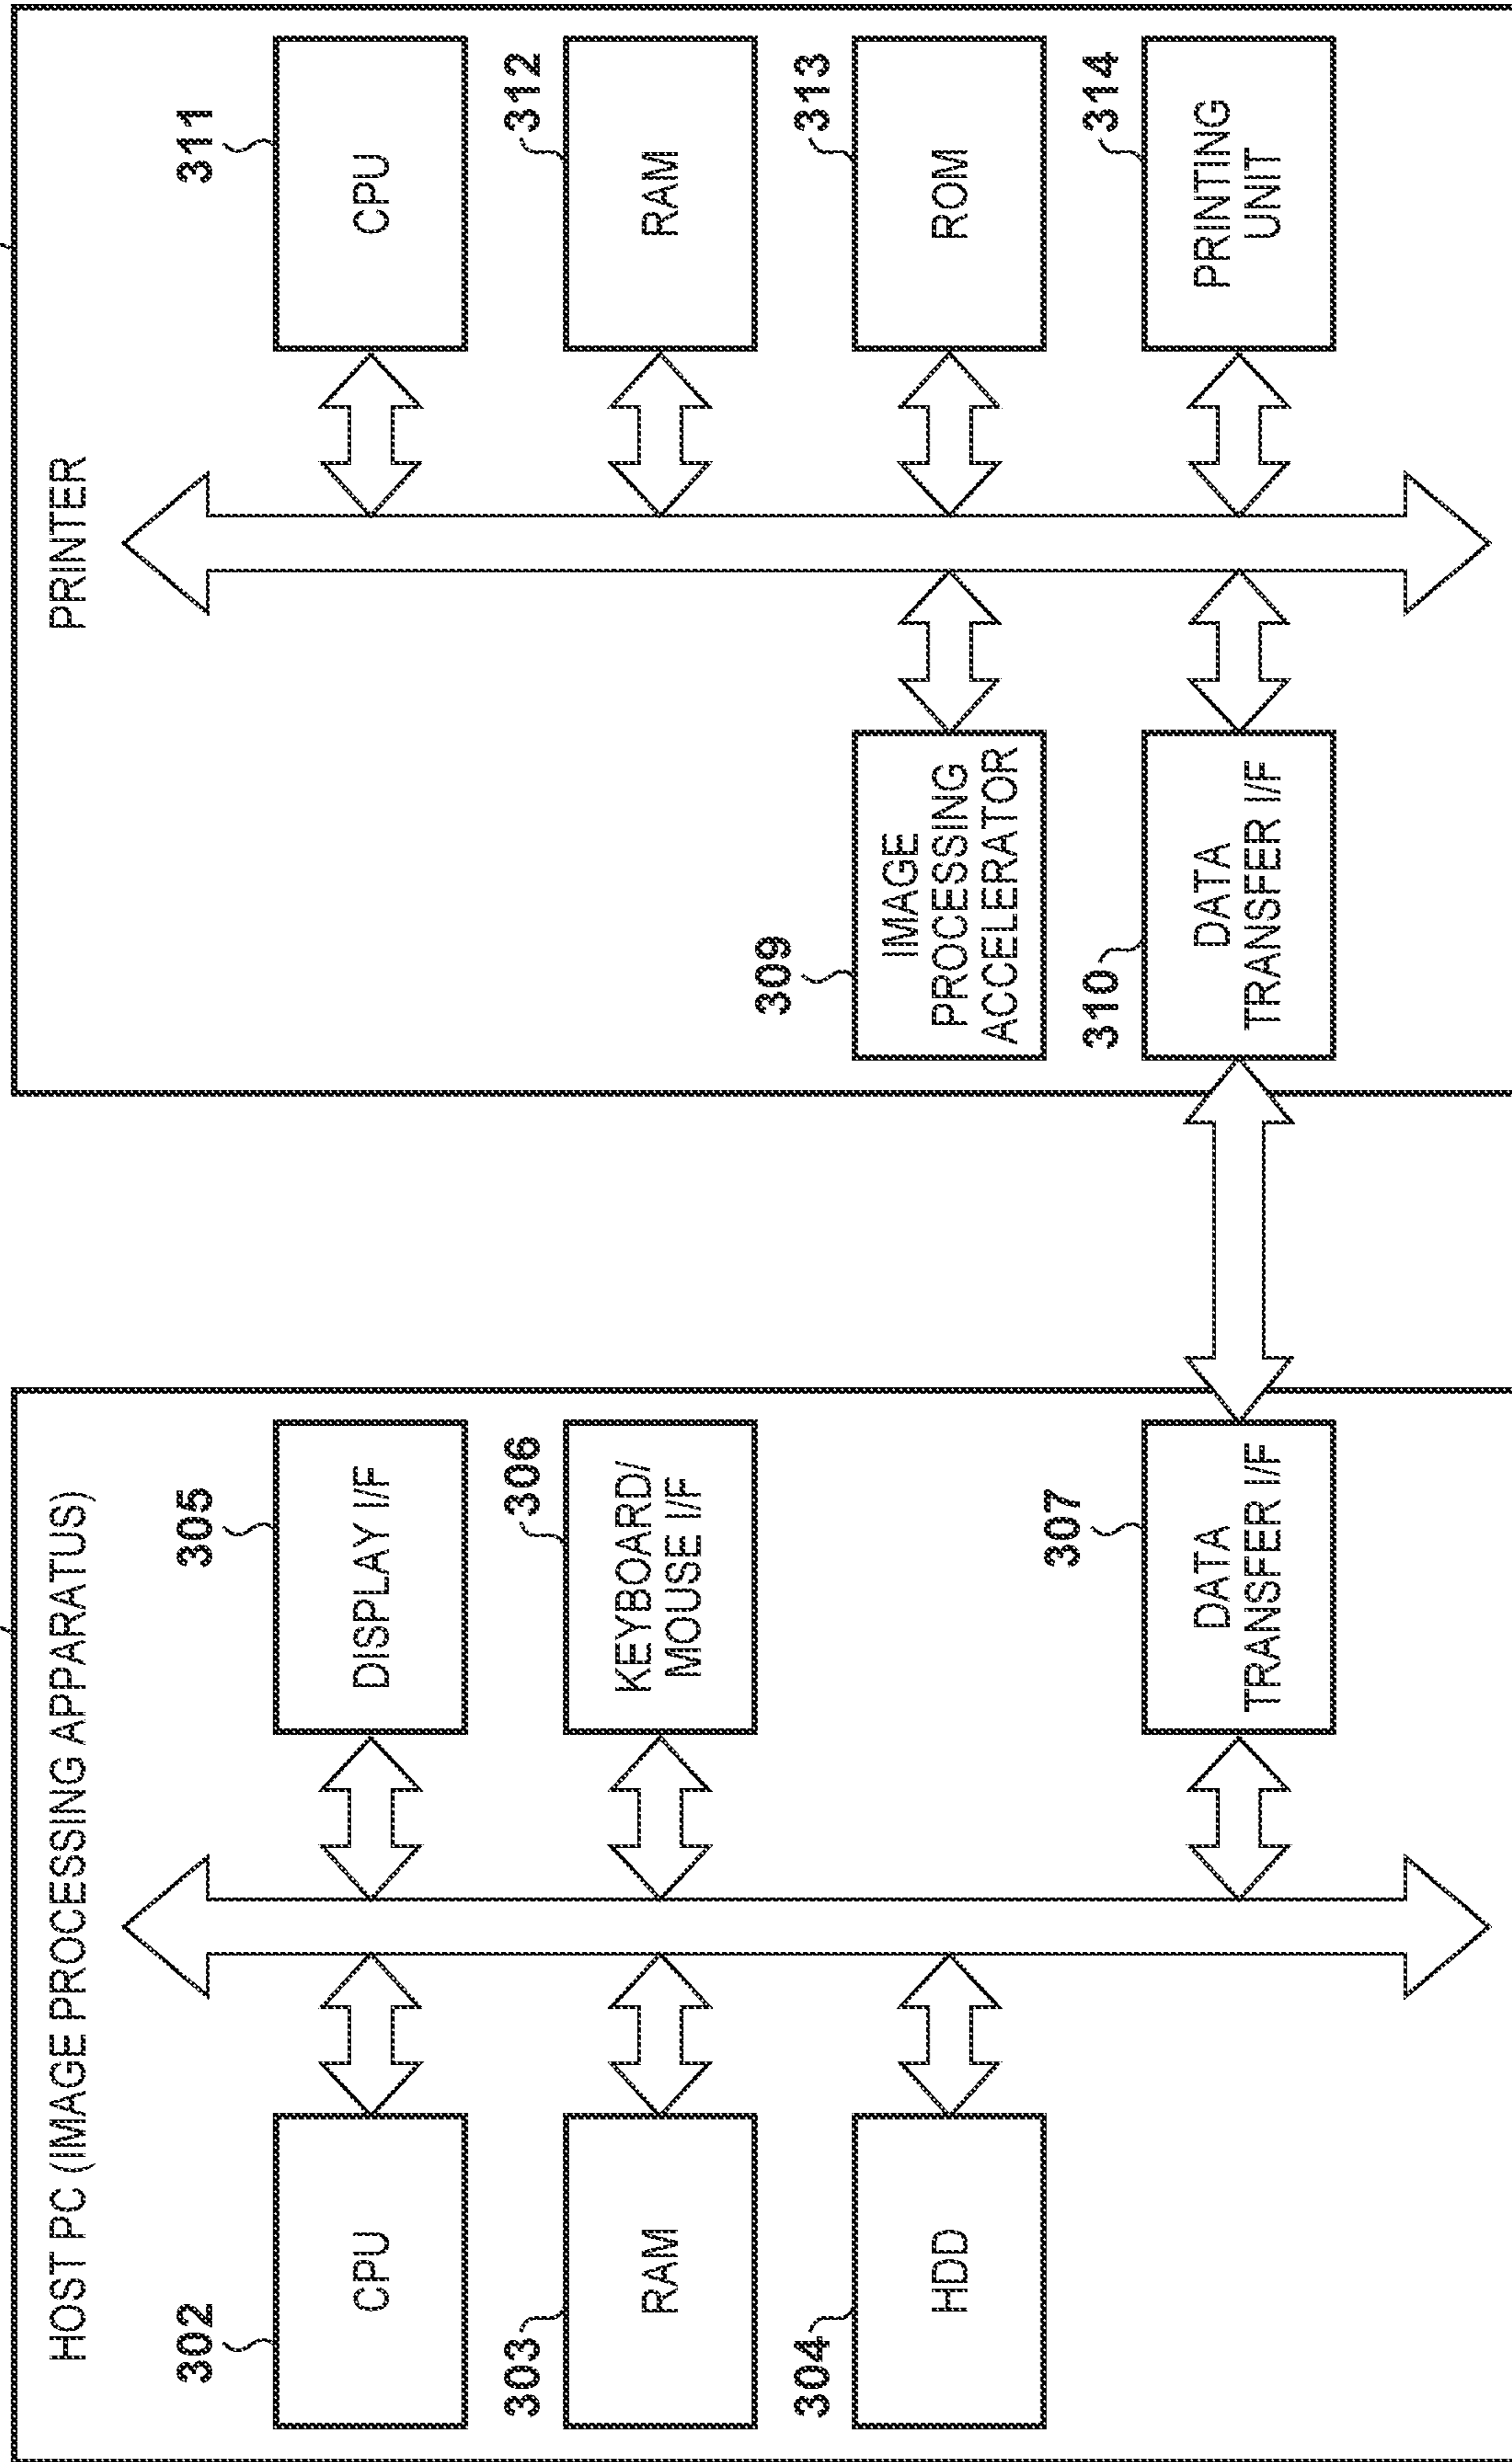 HOST PC (IMAGE PROCESSING APPARATUS)
302
CPU
303
RAM
304
HDD
305
DISPLAY I/F
306
KEYBOARD/
MOUSE I/F
307
DATA
TRANSFER I/F
PRINTER
309
IMAGE
PROCESSING
ACCELERATOR
310
DATA
TRANSFER I/F
311
CPU
312
RAM
313
ROM
314
PRINTING
UNIT